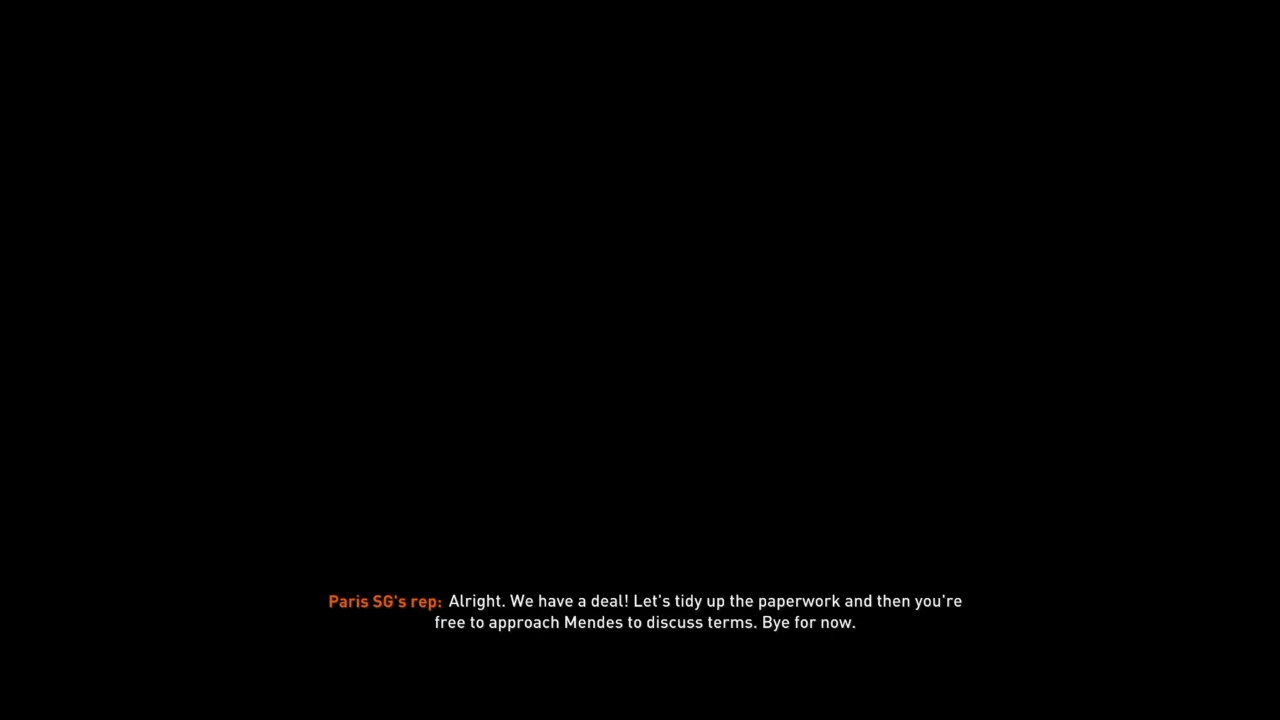 Paris SG's rep: Alright. We have a deal! Let's tidy up the paperwork and then you're
free to approach Mendes to discuss terms. Bye for now.